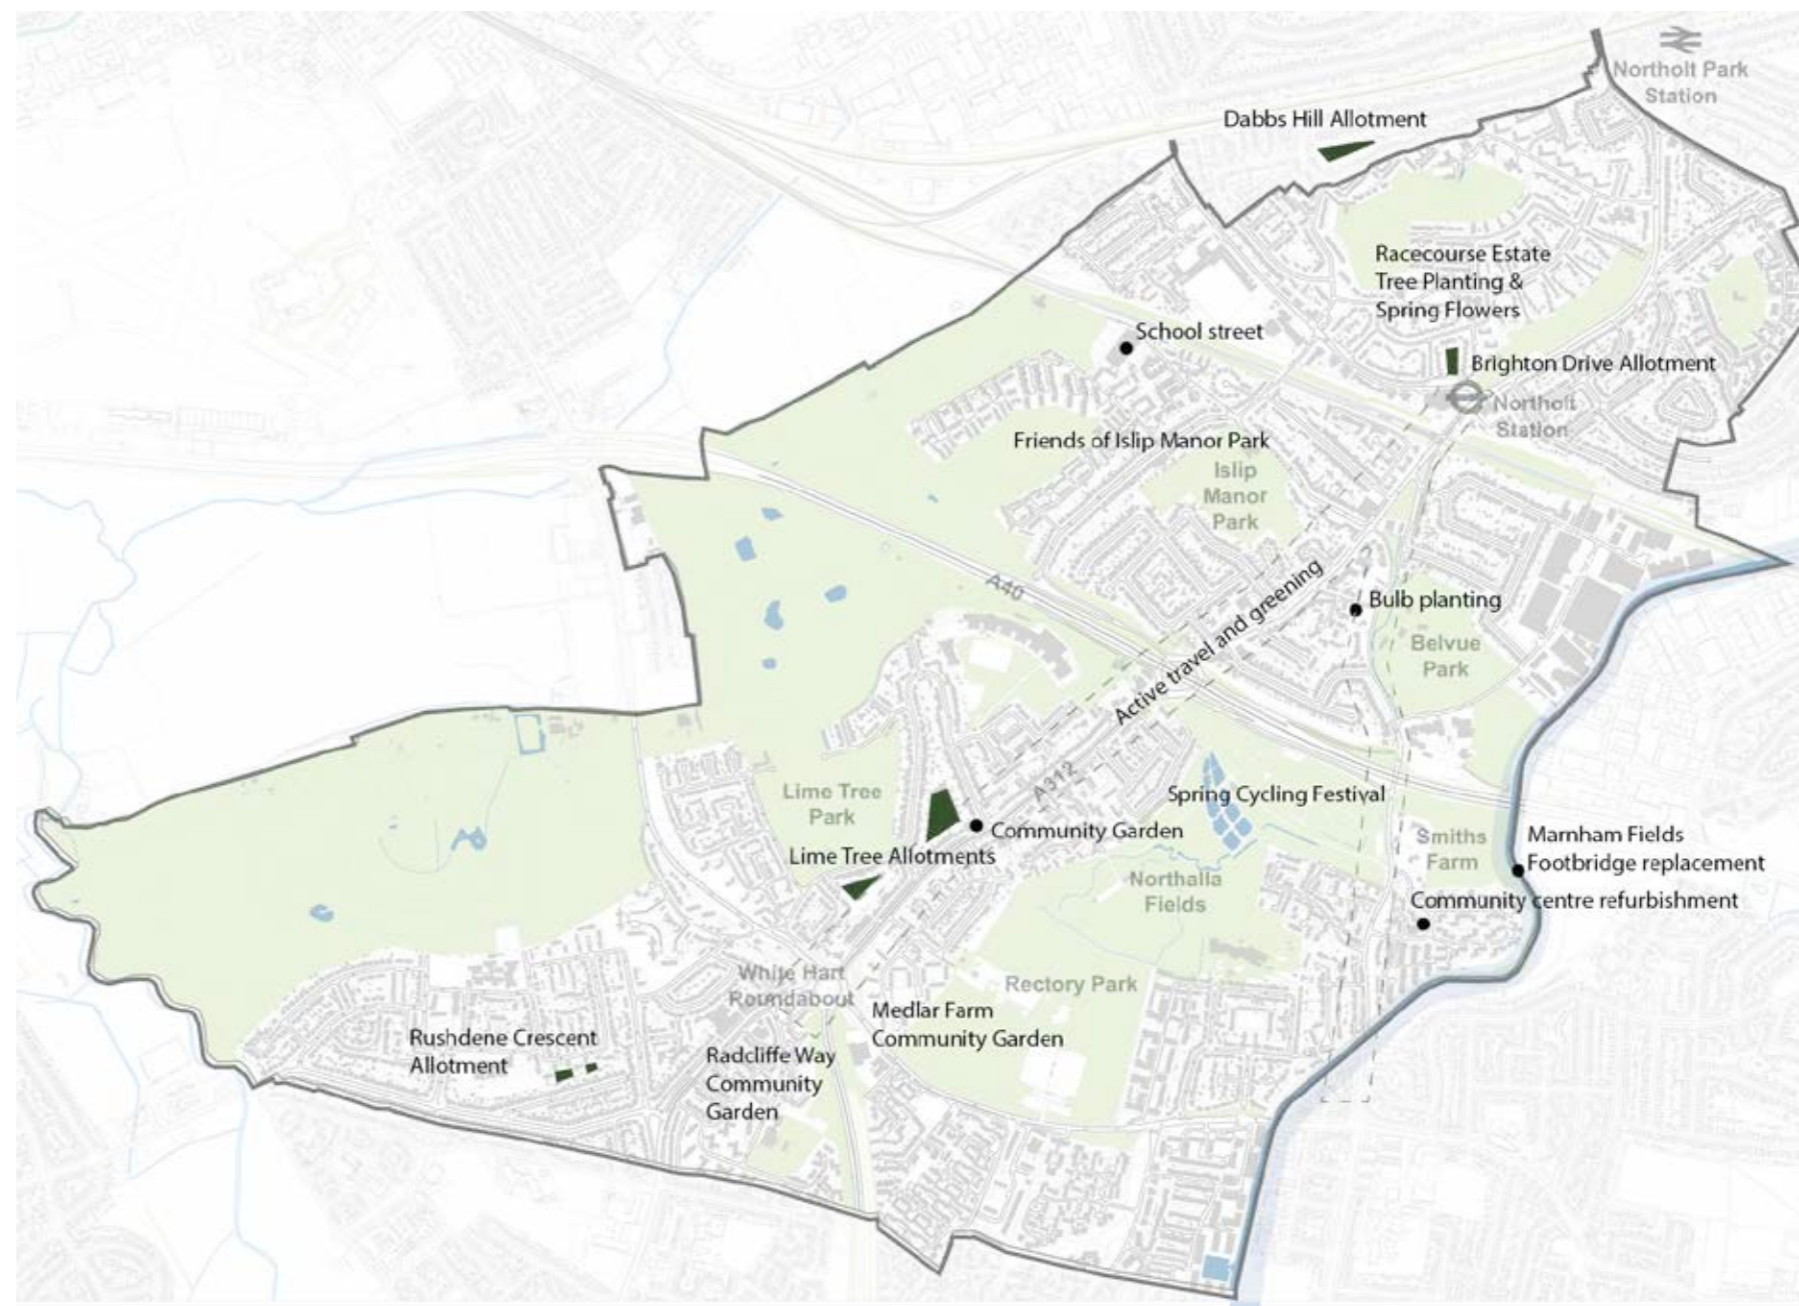 Northolt Park
Station
Dabbs Hill Allotment
Racecourse Estate
Tree Planting &
Spring Flowers
School street
Brighton Drive Allotment
Northolt
Station
Friends of Islip Manor Park
Islip
Manor
Park
A40
Active travel and greening
Bulb planting
Belvue
Park
A312
Lime Tree
Park
Spring Cycling Festival
Community Garden
Lime Tree Allotments
Smiths
Farm
Marnham Fields
Footbridge replacement
Northalla
Fields
Community centre refurbishment
White Hart
Roundabout
Rectory Park
Medlar Farm
Community Garden
Rushdene Crescent
Allotment
Radcliffe Way
Community
Garden